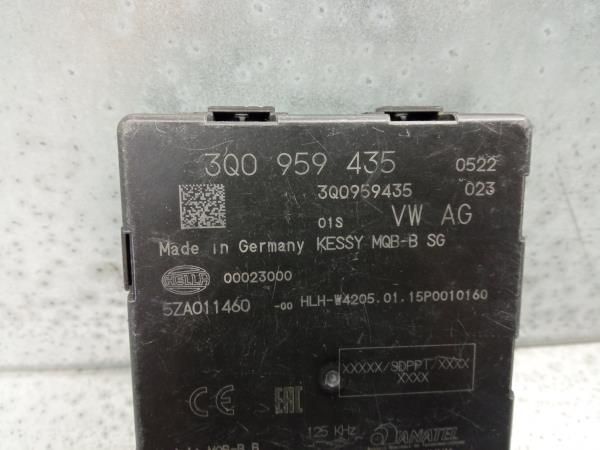 3Q0 959 435 0522
3Q0959435 023
01S VW AG
Made in Germany KESSY MQB-B SG
HELLA 00023000
5ZA011460 -00 HLH-W4205.01.15P0010160
XXXXX/SDPPT/XXXX
XXXX
CE EAC 125 KHz ANATEL
MQB-B B